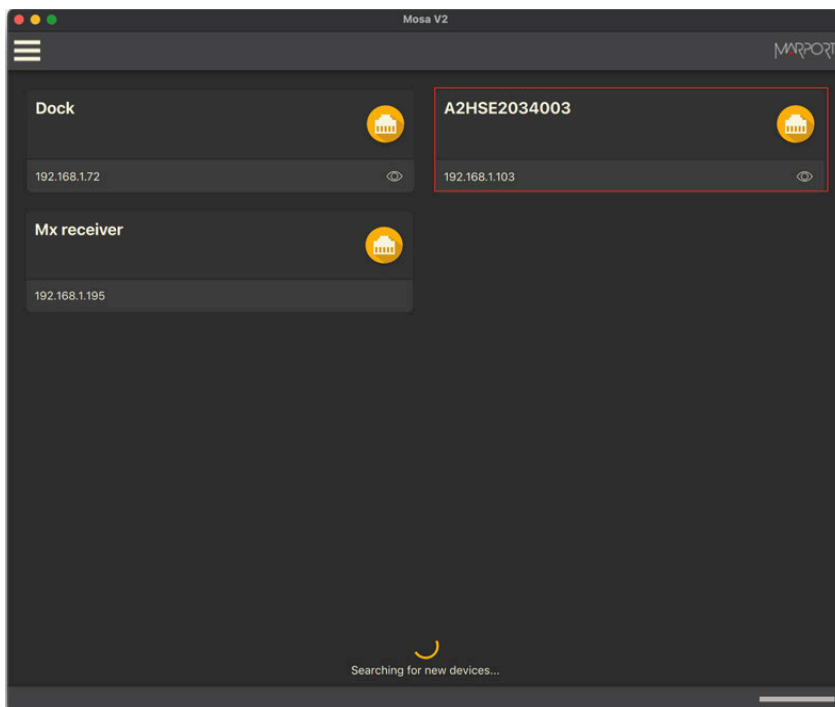 Mosa V2
MARPORT
Dock
192.168.1.72
A2HSE2034003
192.168.1.103
Mx receiver
192.168.1.195
Searching for new devices...